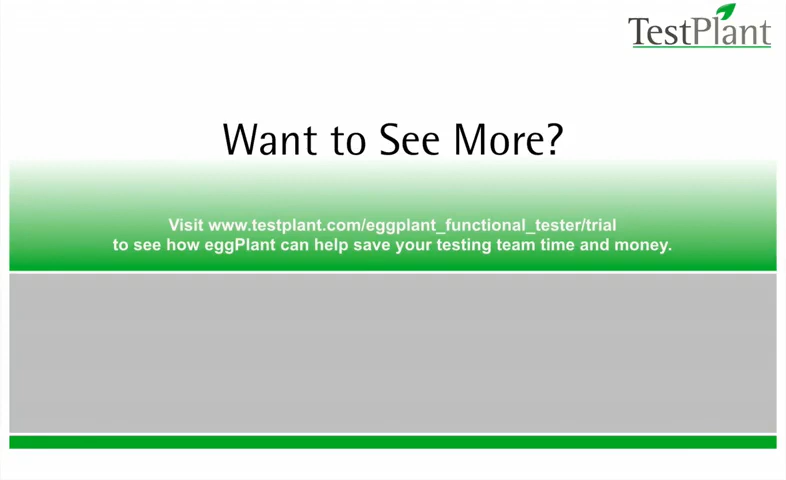 TestPlant
Want to See More?
Visit www.testplant.com/eggplant_functional_tester/trial
to see how eggPlant can help save your testing team time and money.